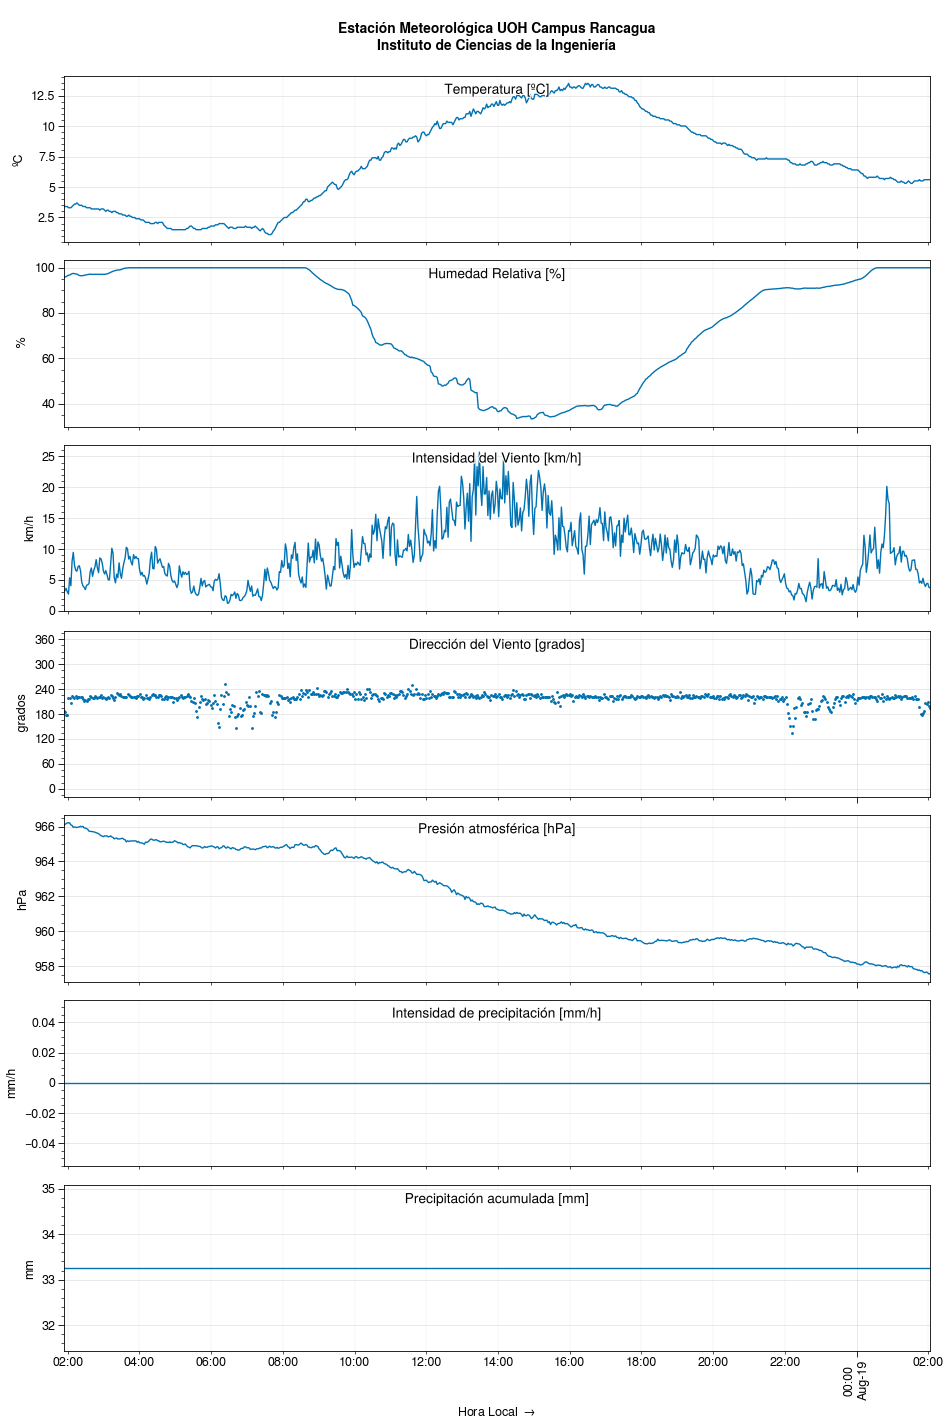 Estación Meteorológica UOH Campus Rancagua
Instituto de Ciencias de la Ingeniería
Temperatura [ºC]
12.5
10
7.5
5
2.5
ºC
Humedad Relativa [%]
100
80
60
40
%
Intensidad del Viento [km/h]
25
20
15
10
5
0
km/h
Dirección del Viento [grados]
360
300
240
180
120
60
0
grados
Presión atmosférica [hPa]
966
964
962
960
958
hPa
Intensidad de precipitación [mm/h]
0.04
0.02
0
−0.02
−0.04
mm/h
Precipitación acumulada [mm]
35
34
33
32
mm
02:00 04:00 06:00 08:00 10:00 12:00 14:00 16:00 18:00 20:00 22:00 00:00 02:00
Aug-19
Hora Local →